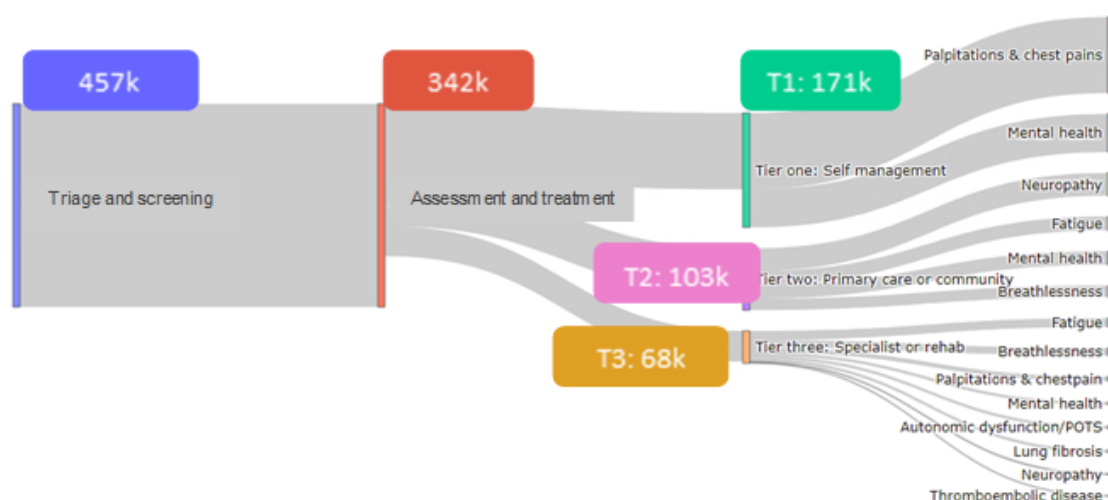 457k
342k
T1: 171k
Palpitations & chest pains
Mental health
Tier one: Self management
Neuropathy
Triage and screening
Assessment and treatment
Fatigue
Mental health
T2: 103k
Tier two: Primary care or community
Breathlessness
Fatigue
T3: 68k
Tier three: Specialist or rehab
Breathlessness
Palpitations & chestpain
Mental health
Autonomic dysfunction/POTS
Lung fibrosis
Neuropathy
Thromboembolic disease